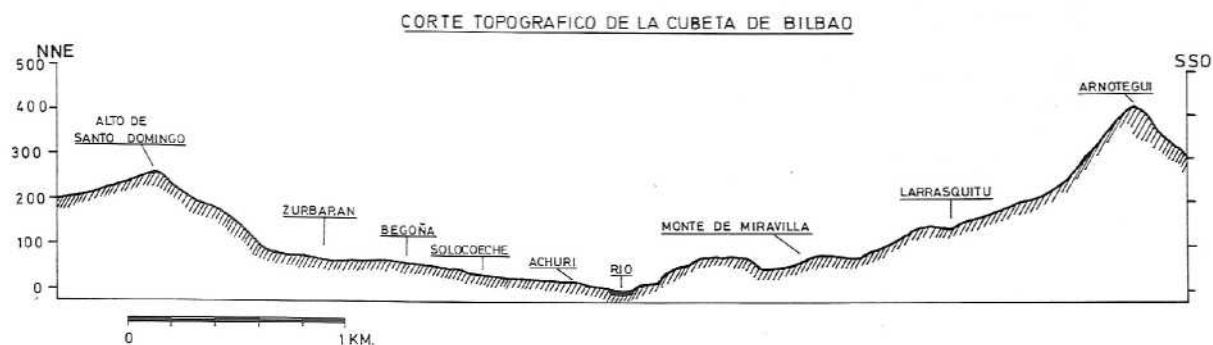 CORTE TOPOGRAFICO DE LA CUBETA DE BILBAO
NNE
SSO
500
400
300
200
100
0
ALTO DE
SANTO DOMINGO
ZURBARAN
BEGOÑA
SOLOCOECHE
ACHURI
RIO
MONTE DE MIRAVILLA
LARRASQUITU
ARNOTEGUI
0
1 KM.